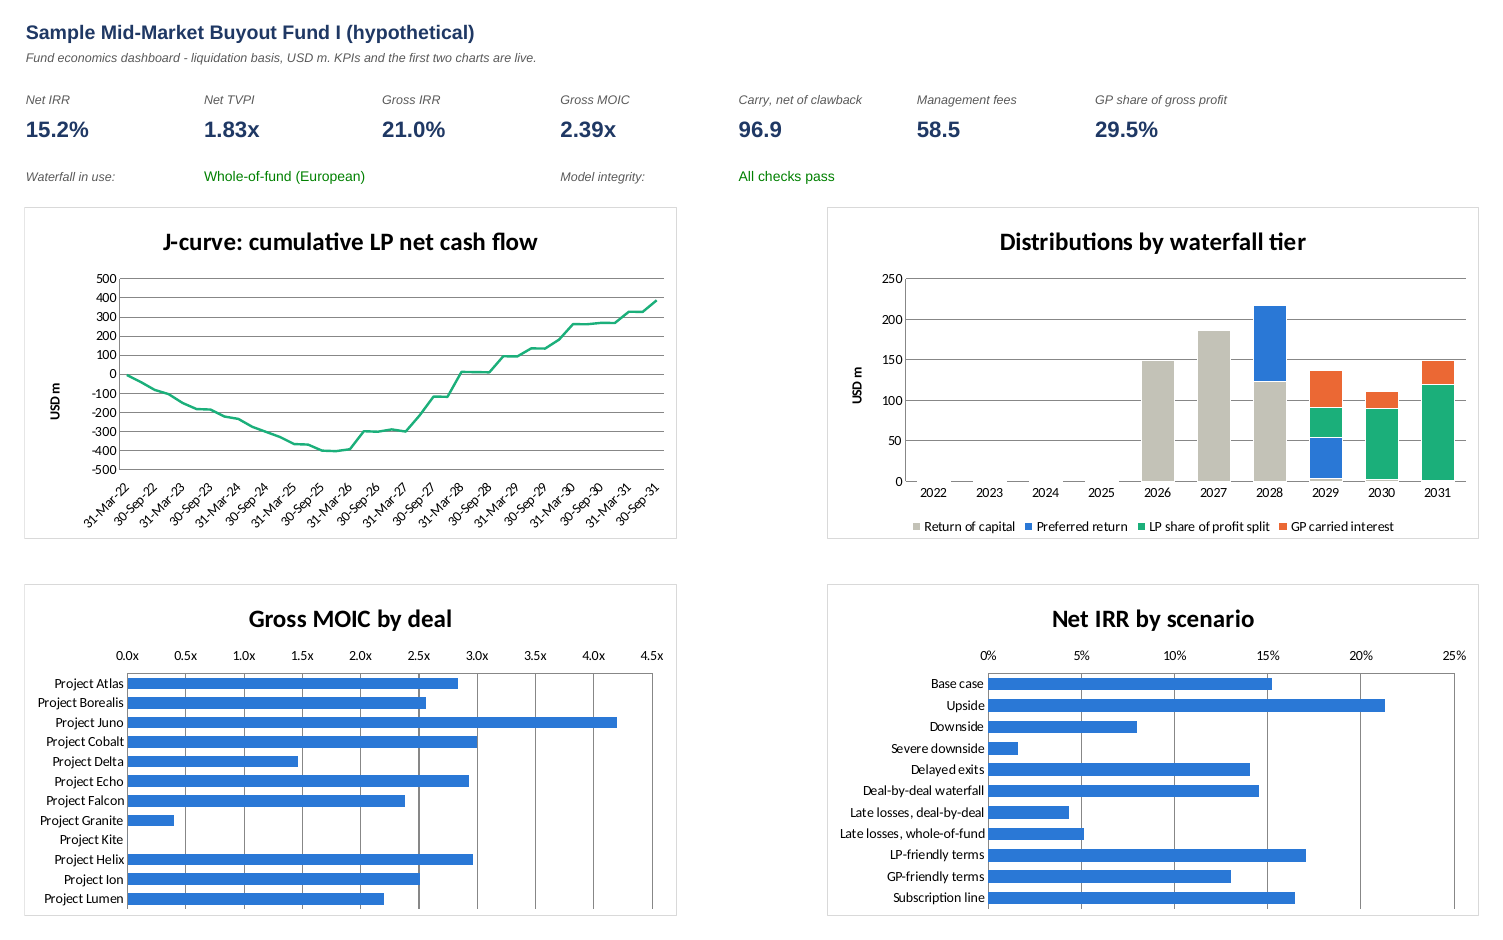 Sample Mid-Market Buyout Fund I (hypothetical)
Fund economics dashboard - liquidation basis, USD m. KPIs and the first two charts are live.
Net IRR Net TVPI Gross IRR Gross MOIC Carry, net of clawback Management fees GP share of gross profit
15.2% 1.83x 21.0% 2.39x 96.9 58.5 29.5%
Waterfall in use: Whole-of-fund (European) Model integrity: All checks pass
J-curve: cumulative LP net cash flow
USD m
500
400
300
200
100
0
-100
-200
-300
-400
-500
31-Mar-22 30-Sep-22 31-Mar-23 30-Sep-23 31-Mar-24 30-Sep-24 31-Mar-25 30-Sep-25 31-Mar-26 30-Sep-26 31-Mar-27 30-Sep-27 31-Mar-28 30-Sep-28 31-Mar-29 30-Sep-29 31-Mar-30 30-Sep-30 31-Mar-31 30-Sep-31
Distributions by waterfall tier
USD m
250
200
150
100
50
0
2022 2023 2024 2025 2026 2027 2028 2029 2030 2031
Return of capital Preferred return LP share of profit split GP carried interest
Gross MOIC by deal
0.0x 0.5x 1.0x 1.5x 2.0x 2.5x 3.0x 3.5x 4.0x 4.5x
Project Atlas
Project Borealis
Project Juno
Project Cobalt
Project Delta
Project Echo
Project Falcon
Project Granite
Project Kite
Project Helix
Project Ion
Project Lumen
Net IRR by scenario
0% 5% 10% 15% 20% 25%
Base case
Upside
Downside
Severe downside
Delayed exits
Deal-by-deal waterfall
Late losses, deal-by-deal
Late losses, whole-of-fund
LP-friendly terms
GP-friendly terms
Subscription line